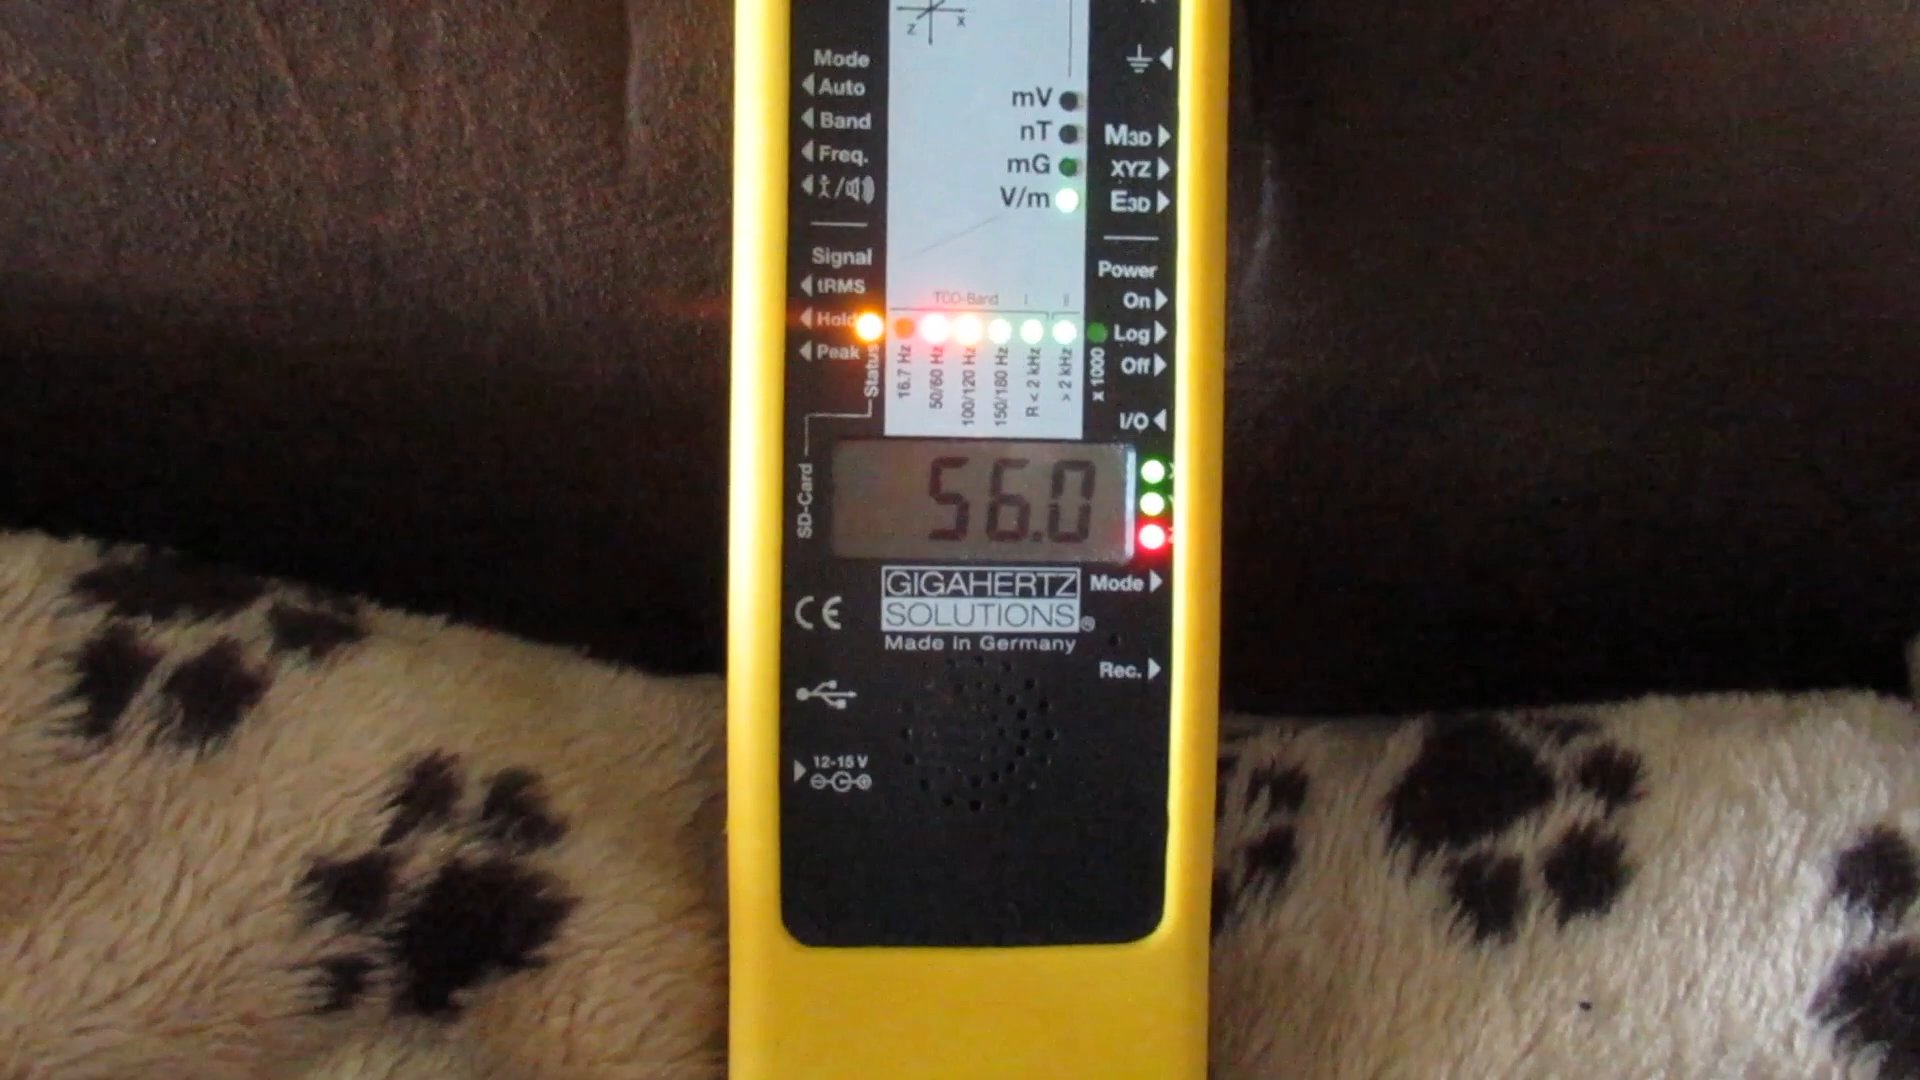 Z X
Mode
Auto
Band
Freq.
/
Signal
tRMS
Hold
Peak
Status
SD-Card
mV
nT
mG
V/m
TCO-Band I II
16.7 Hz
50/60 Hz
100/120 Hz
150/180 Hz
R < 2 kHz
> 2 kHz
x 1000
M3D
XYZ
E3D
Power
On
Log
Off
I/O
56.0
GIGAHERTZ
SOLUTIONS®
Made in Germany
Mode
Rec.
CE
12-15 V